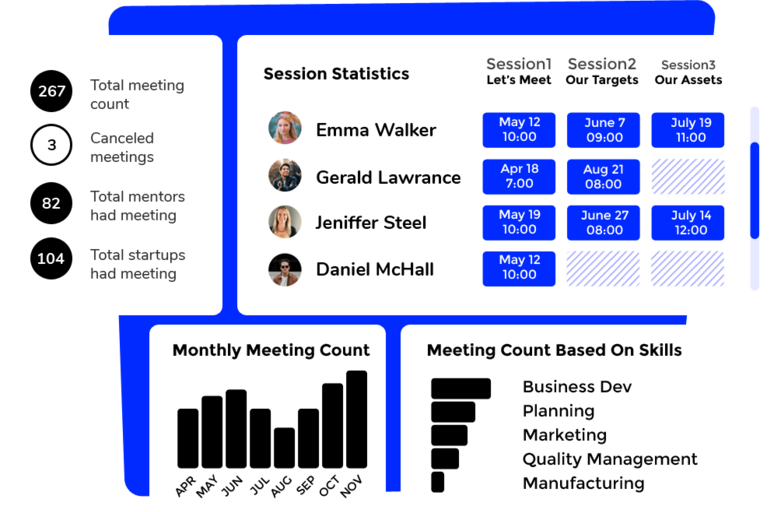 267
Total meeting
count
3
Canceled
meetings
82
Total mentors
had meeting
104
Total startups
had meeting
Session Statistics
Session1
Let's Meet
Session2
Our Targets
Session3
Our Assets
Emma Walker
May 12
10:00
June 7
09:00
July 19
11:00
Gerald Lawrance
Apr 18
7:00
Aug 21
08:00
Jeniffer Steel
May 19
10:00
June 27
08:00
July 14
12:00
Daniel McHall
May 12
10:00
Monthly Meeting Count
APR
MAY
JUN
JUL
AUG
SEP
OCT
NOV
Meeting Count Based On Skills
Business Dev
Planning
Marketing
Quality Management
Manufacturing